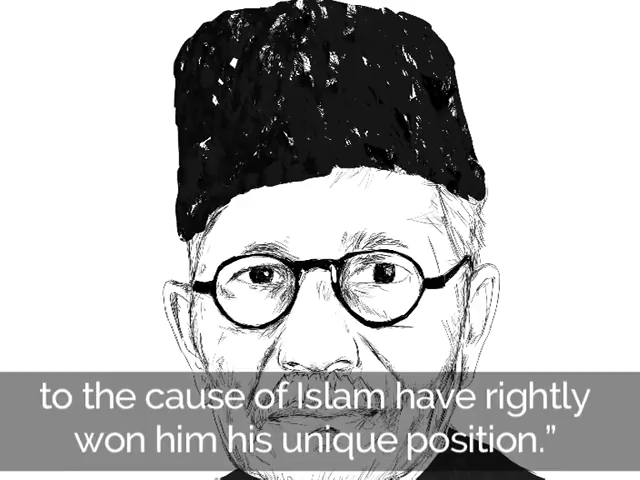 to the cause of Islam have rightly
won him his unique position.”